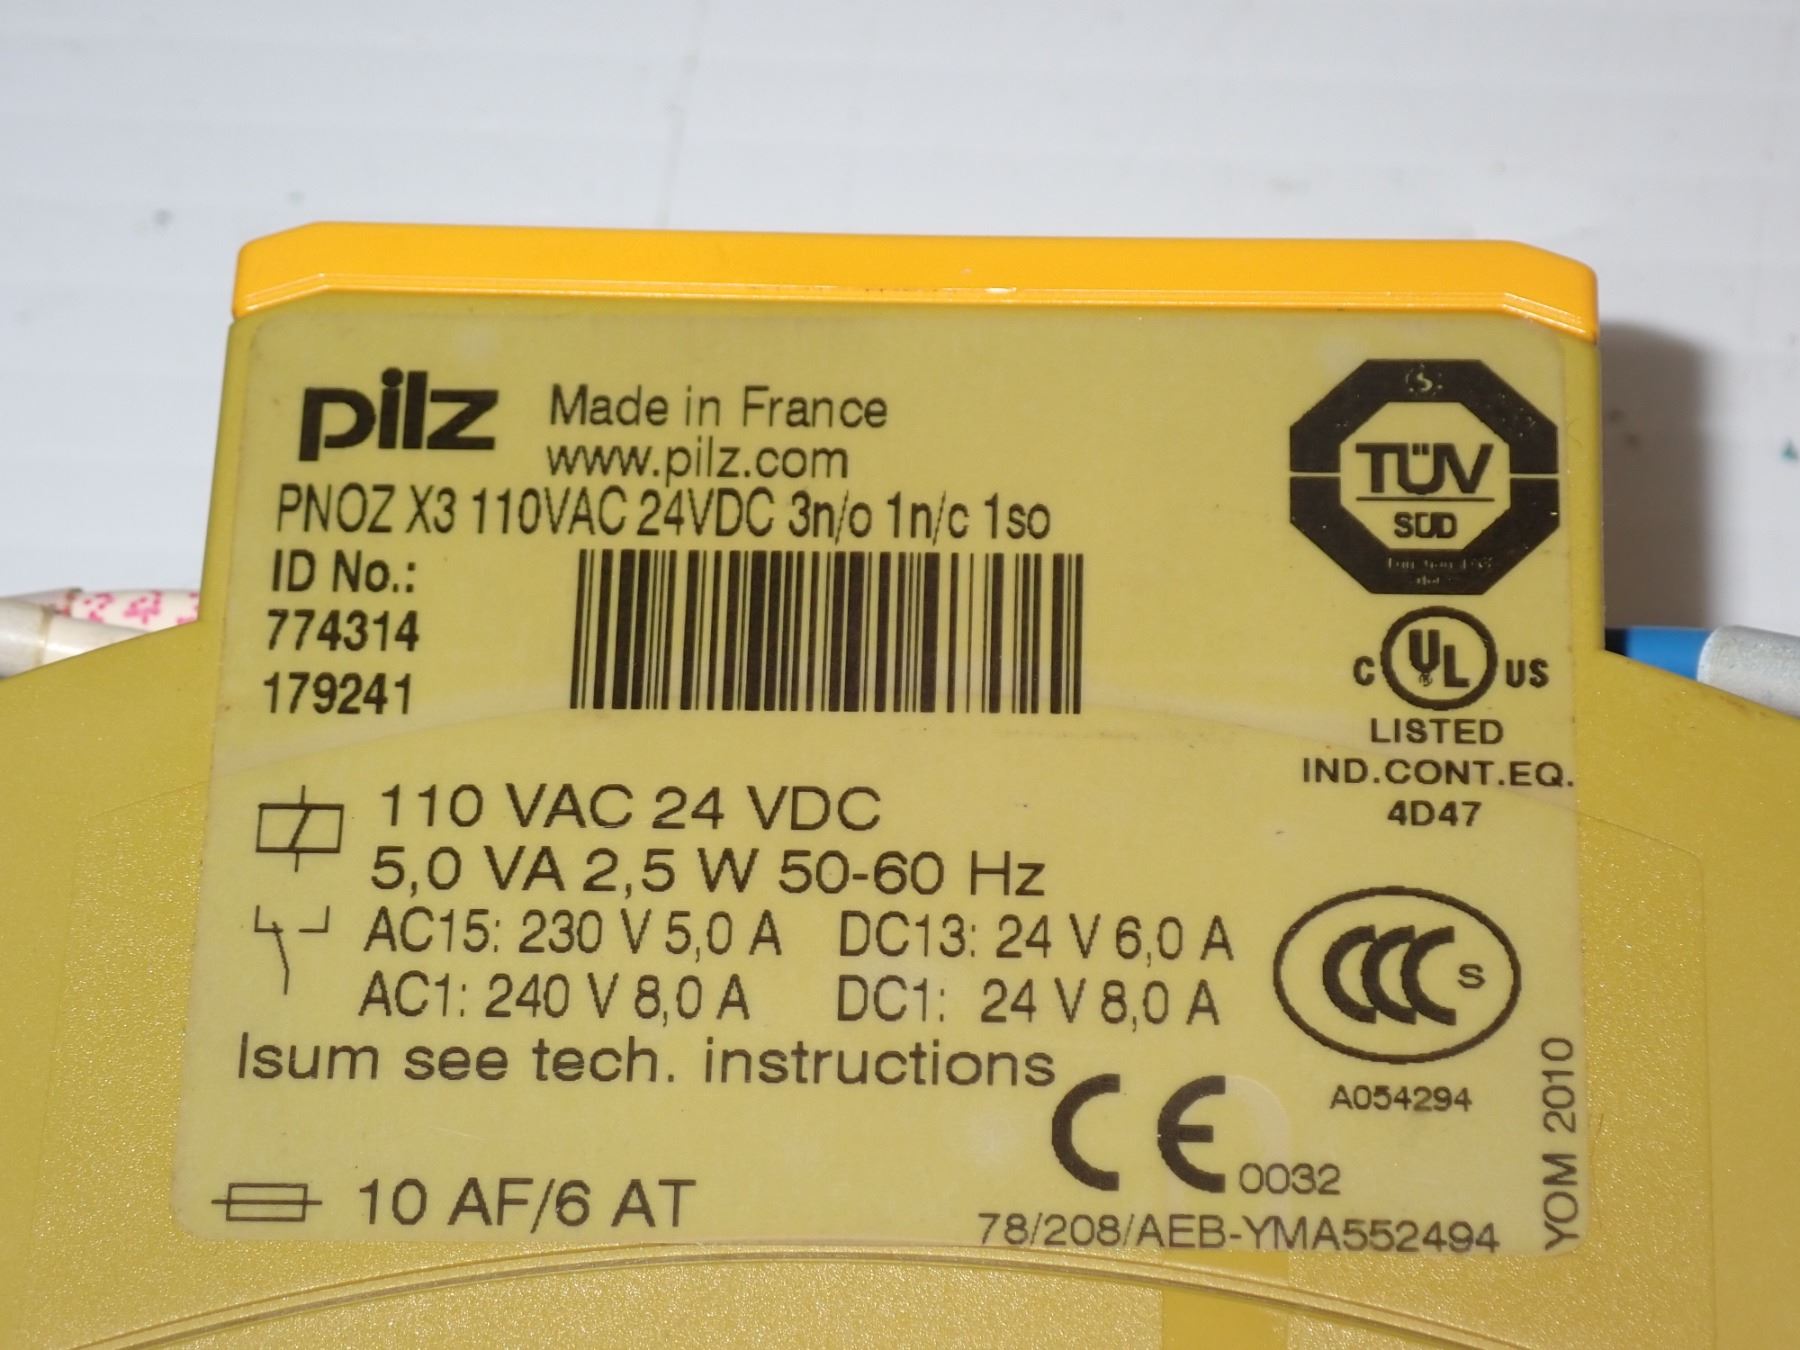 pilz Made in France
www.pilz.com
PNOZ X3 110VAC 24VDC 3n/o 1n/c 1so
ID No.:
774314
179241
TÜV
SÜD
C UL US
®
LISTED
IND.CONT.EQ.
4D47
110 VAC 24 VDC
5,0 VA 2,5 W 50-60 Hz
AC15: 230 V 5,0 A DC13: 24 V 6,0 A
AC1: 240 V 8,0 A DC1: 24 V 8,0 A
Isum see tech. instructions
CCC S
A054294
CE 0032
10 AF/6 AT
78/208/AEB-YMA552494
YOM 2010